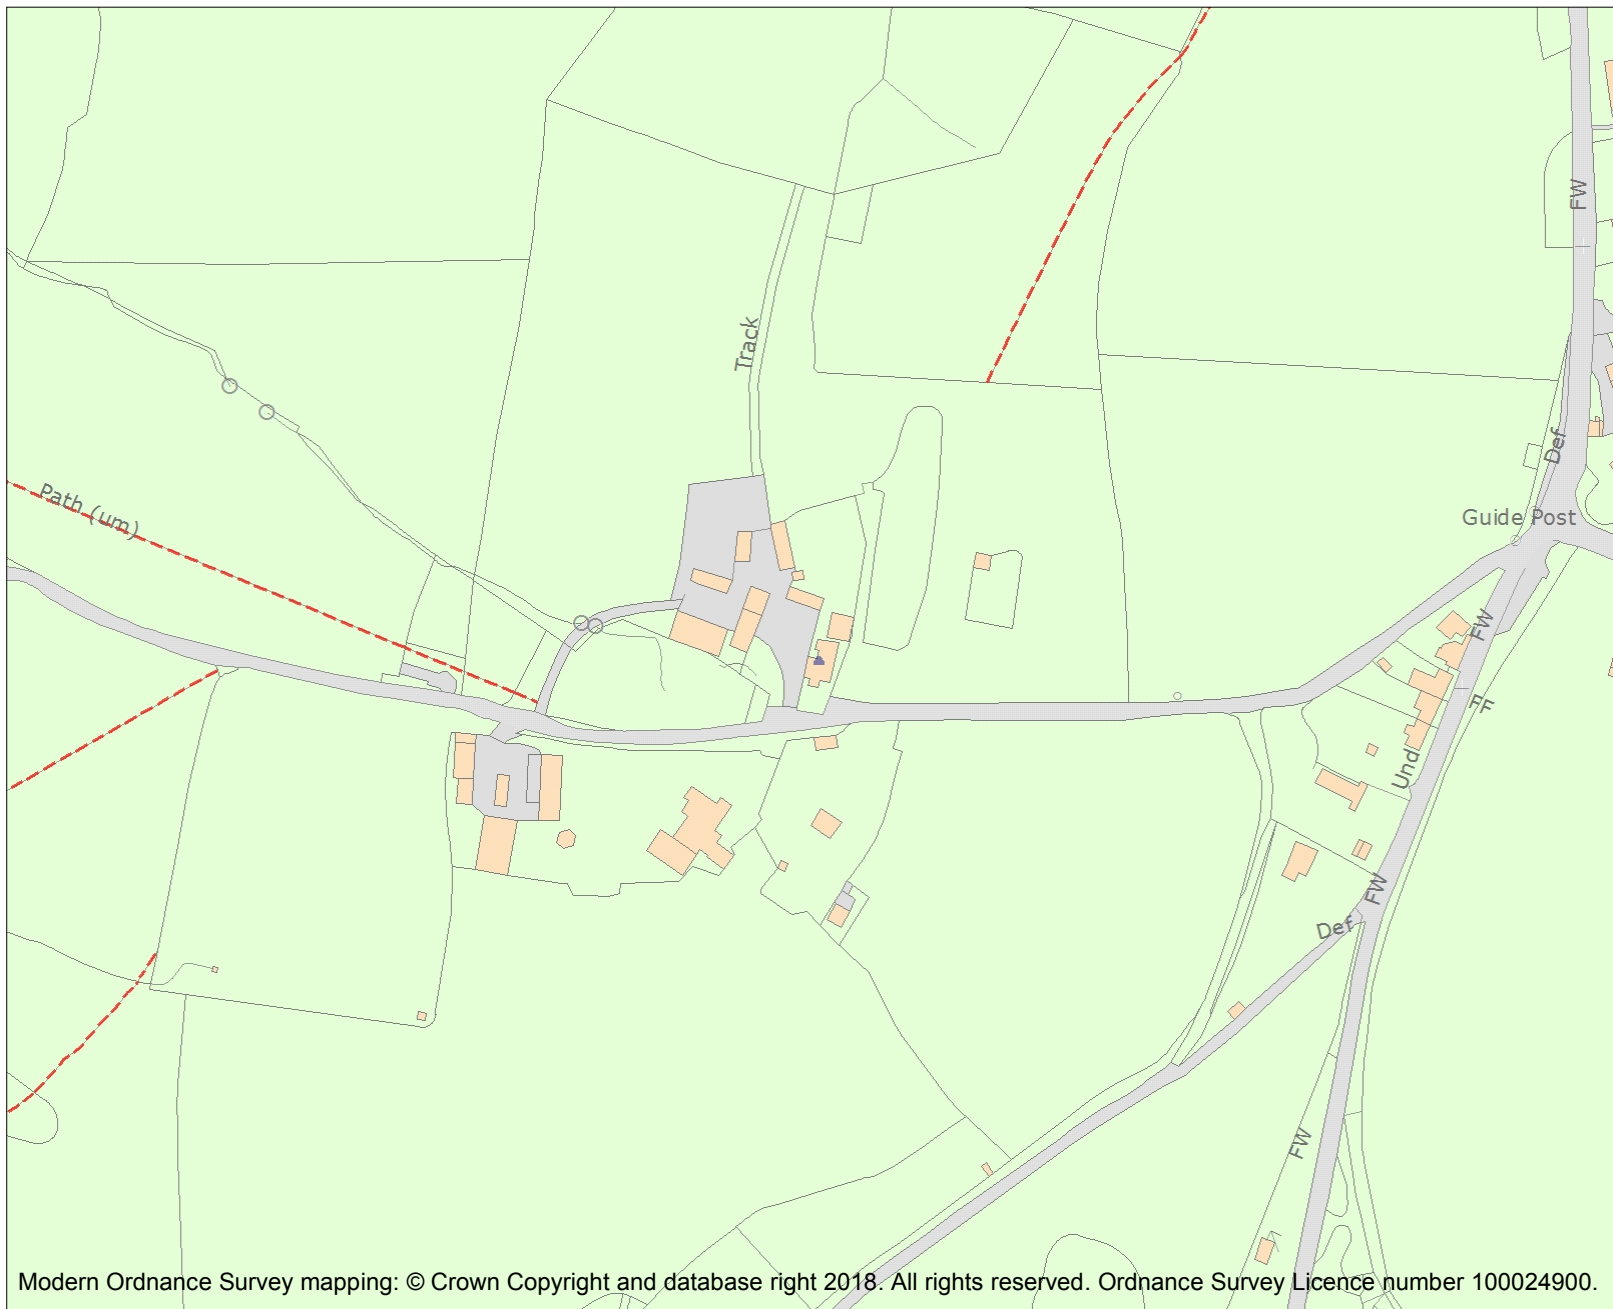 FW
Track
Def
Path (um)
Guide Post
FW
FF
Und
FW
Def
FW
Modern Ordnance Survey mapping: © Crown Copyright and database right 2018. All rights reserved. Ordnance Survey Licence number 100024900.